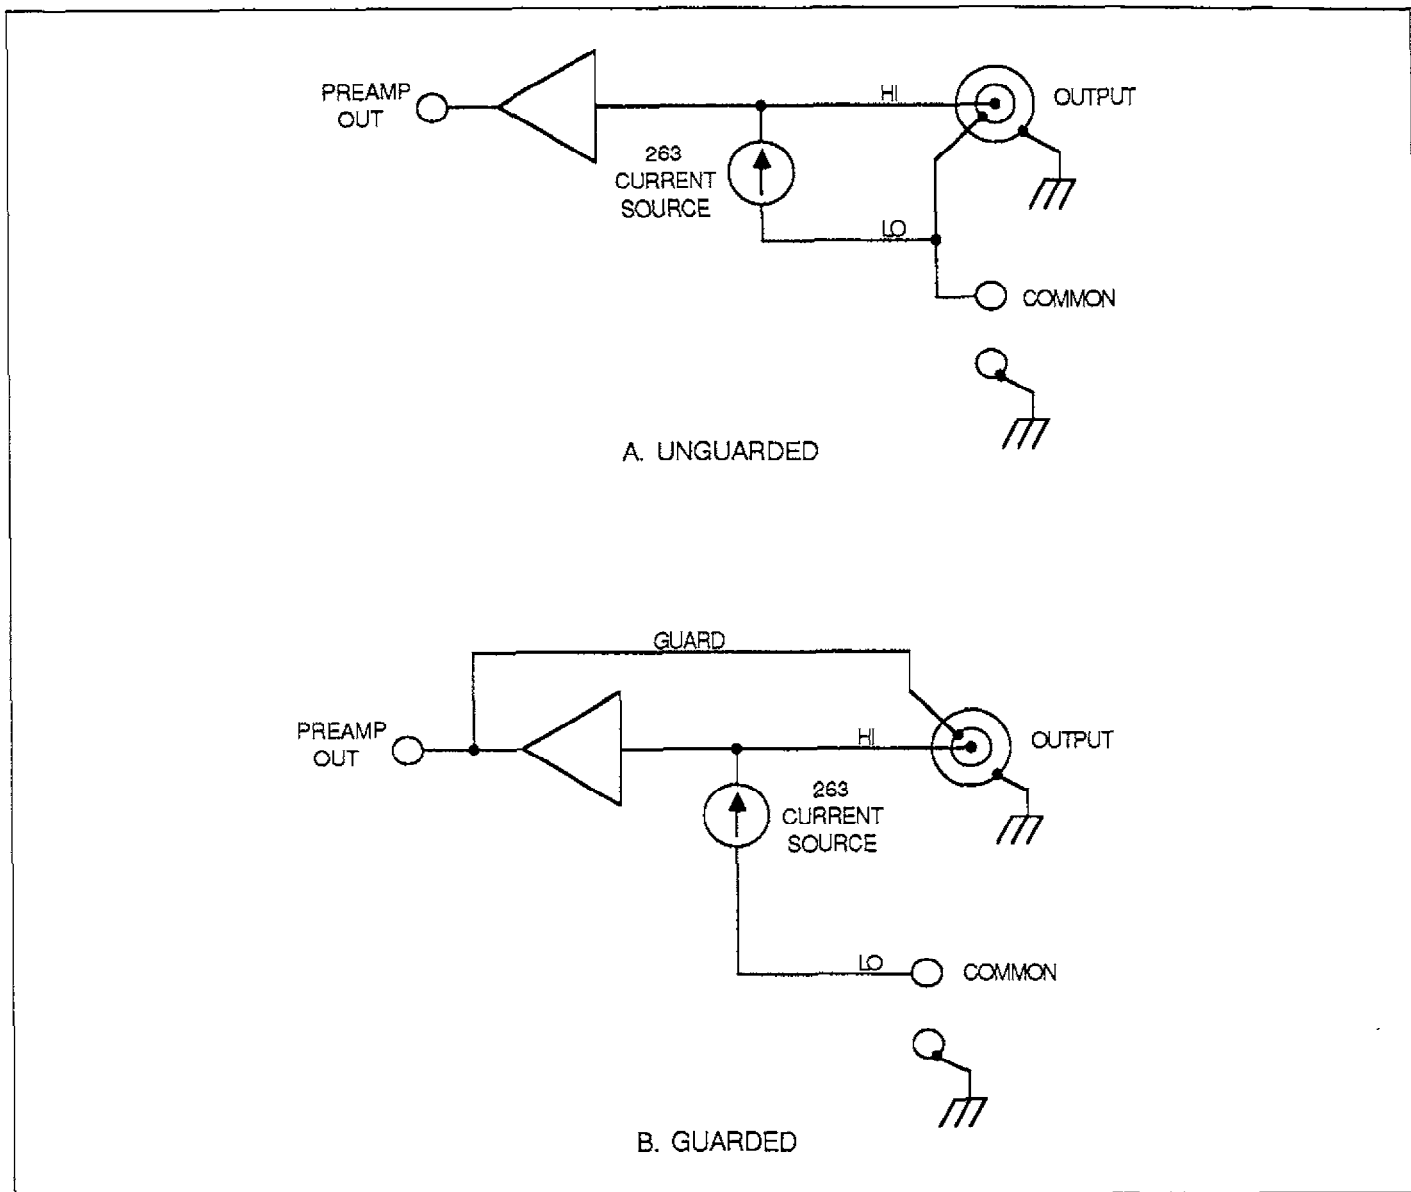 PREAMP
OUT
HI
OUTPUT
263
CURRENT
SOURCE
LO
COMMON
A. UNGUARDED
GUARD
PREAMP
OUT
HI
OUTPUT
263
CURRENT
SOURCE
LO
COMMON
B. GUARDED